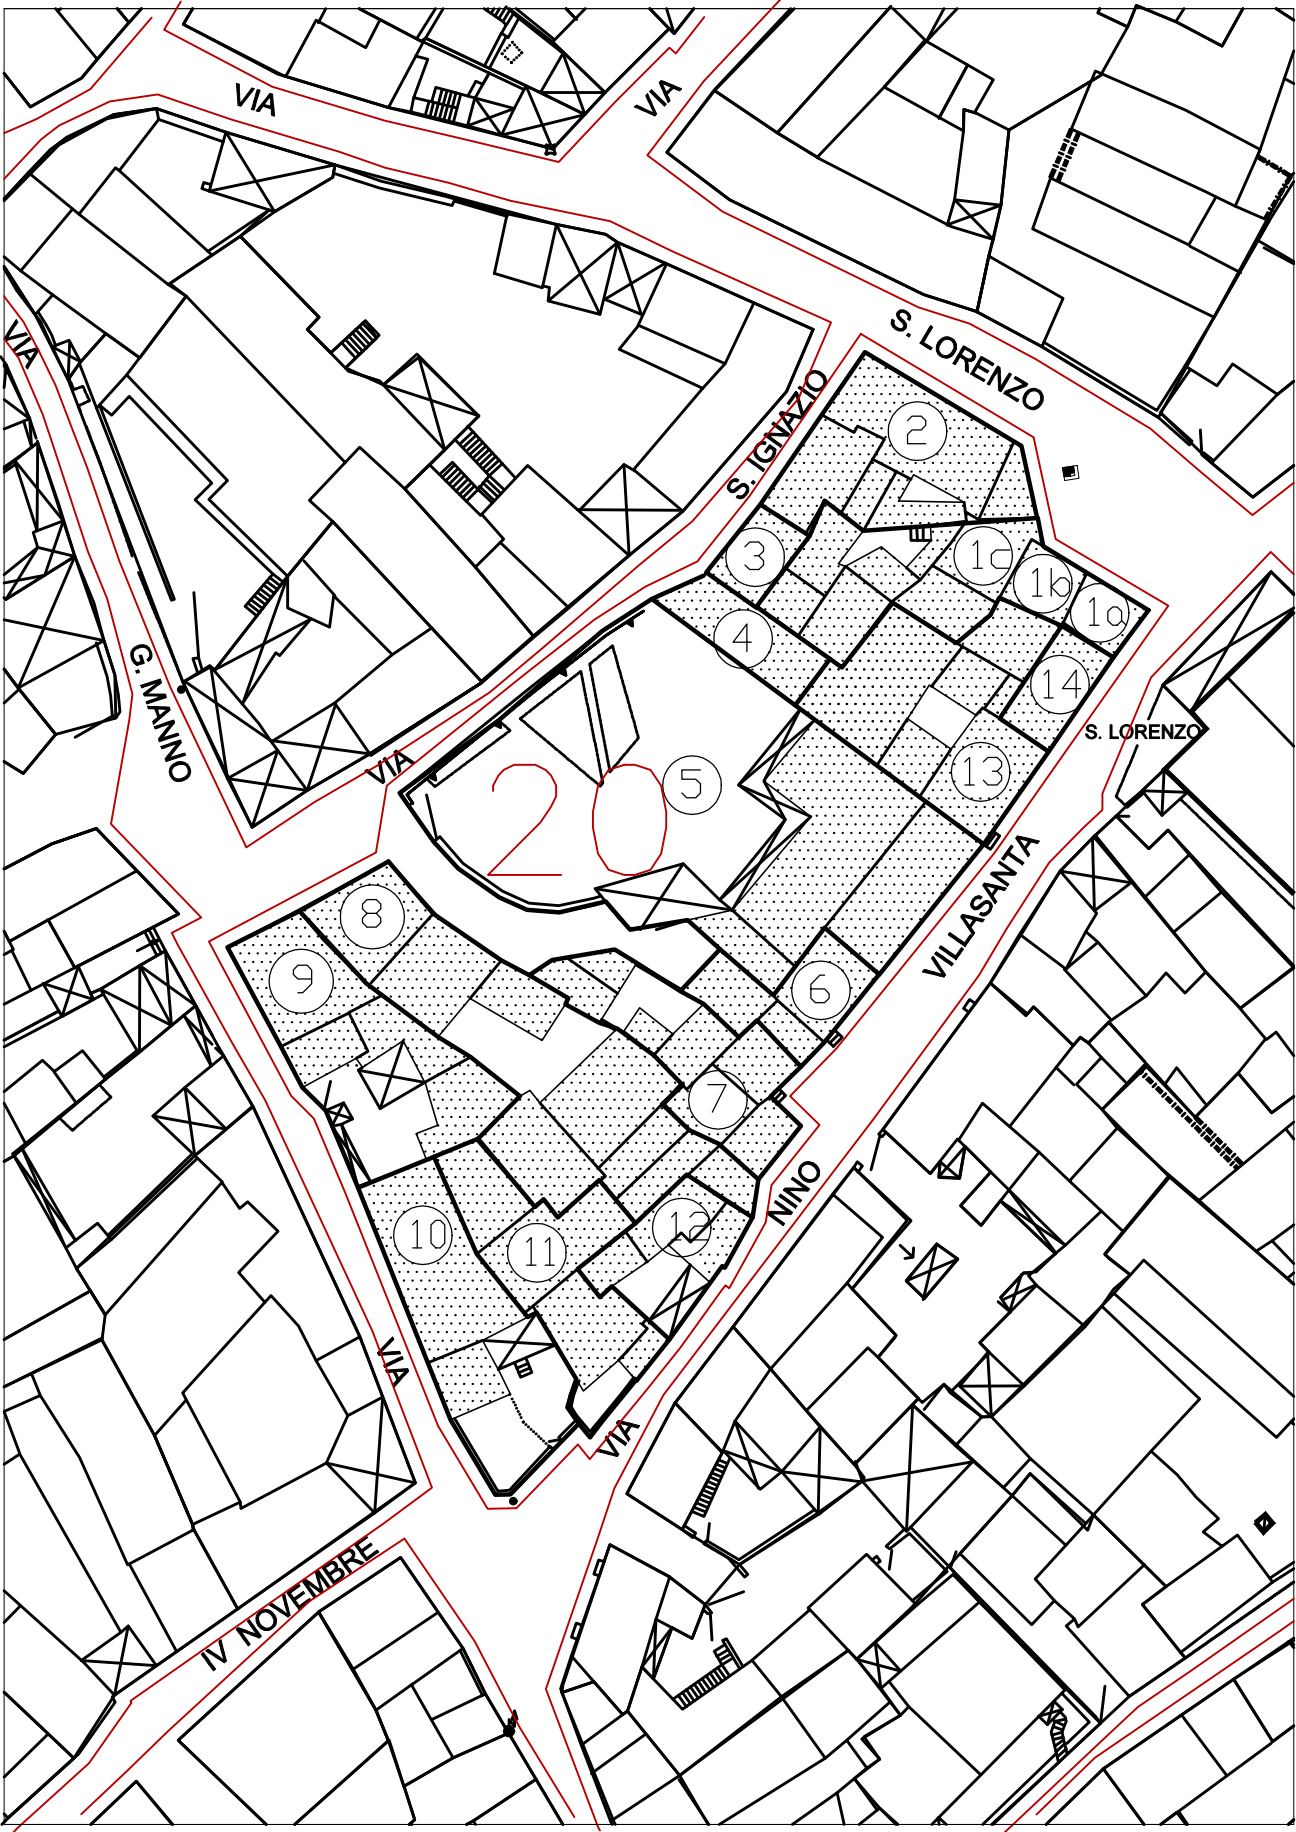 VIA
VIA
VIA
S. LORENZO
S. IGNAZIO
2
3
1c
1b
1a
4
14
G. MANNO
S. LORENZO
VIA
20
5
13
VILLASANTA
8
9
6
7
NINO
10
11
12
VIA
VIA
IV NOVEMBRE